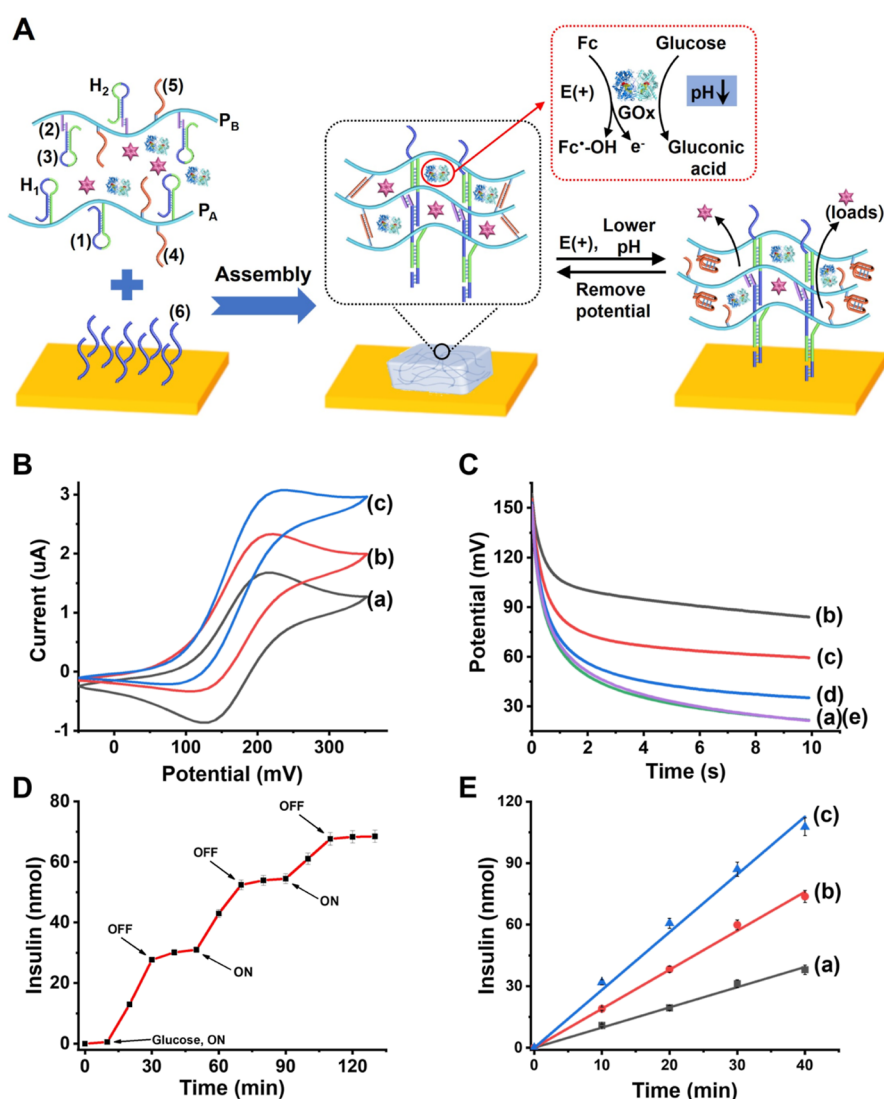 A
H1
H2
(5)
(2)
PB
(3)
H1
PA
(1)
(4)
(6)
Assembly
Fc
Glucose
E(+)
GOx
pH
Fc•-OH
e-
Gluconic
acid
E(+), Lower
pH
Remove
potential
(loads)
B
3
2
1
0
-1
Current (uA)
0
100
200
300
Potential (mV)
(c)
(b)
(a)
C
150
120
90
60
30
Potential (mV)
0
2
4
6
8
10
Time (s)
(b)
(c)
(d)
(a)(e)
D
80
60
40
20
0
Insulin (nmol)
0
30
60
90
120
Time (min)
Glucose, ON
OFF
ON
OFF
ON
OFF
E
120
90
60
30
0
Insulin (nmol)
0
10
20
30
40
Time (min)
(c)
(b)
(a)